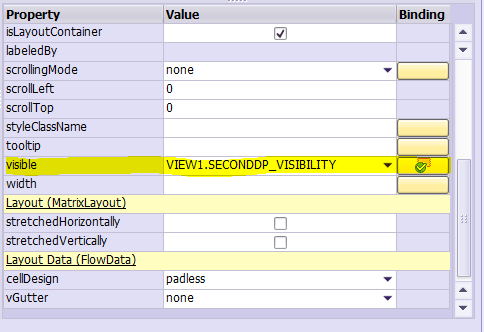 Property Value Binding
isLayoutContainer
labeledBy
scrollingMode none
scrollLeft 0
scrollTop 0
styleClassName
tooltip
visible VIEW1.SECONDDP_VISIBILITY
width
Layout (MatrixLayout)
stretchedHorizontally
stretchedVertically
Layout Data (FlowData)
cellDesign padless
vGutter none